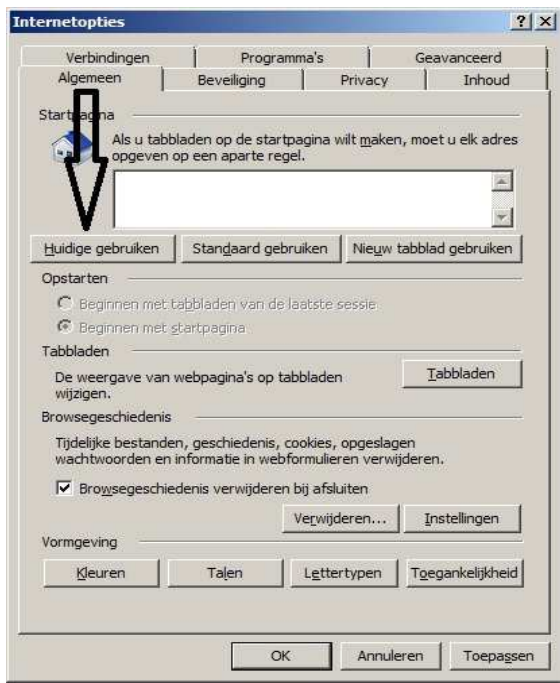 Internetopties
Verbindingen Programma's Geavanceerd
Algemeen Beveiliging Privacy Inhoud
Startpagina
Als u tabbladen op de startpagina wilt maken, moet u elk adres
opgeven op een aparte regel.
Huidige gebruiken Standaard gebruiken Nieuw tabblad gebruiken
Opstarten
Beginnen met tabbladen van de laatste sessie
Beginnen met startpagina
Tabbladen
De weergave van webpagina's op tabbladen
wijzigen.
Tabbladen
Browsegeschiedenis
Tijdelijke bestanden, geschiedenis, cookies, opgeslagen
wachtwoorden en informatie in webformulieren verwijderen.
Browsegeschiedenis verwijderen bij afsluiten
Verwijderen... Instellingen
Vormgeving
Kleuren Talen Lettertypen Toegankelijkheid
OK Annuleren Toepassen